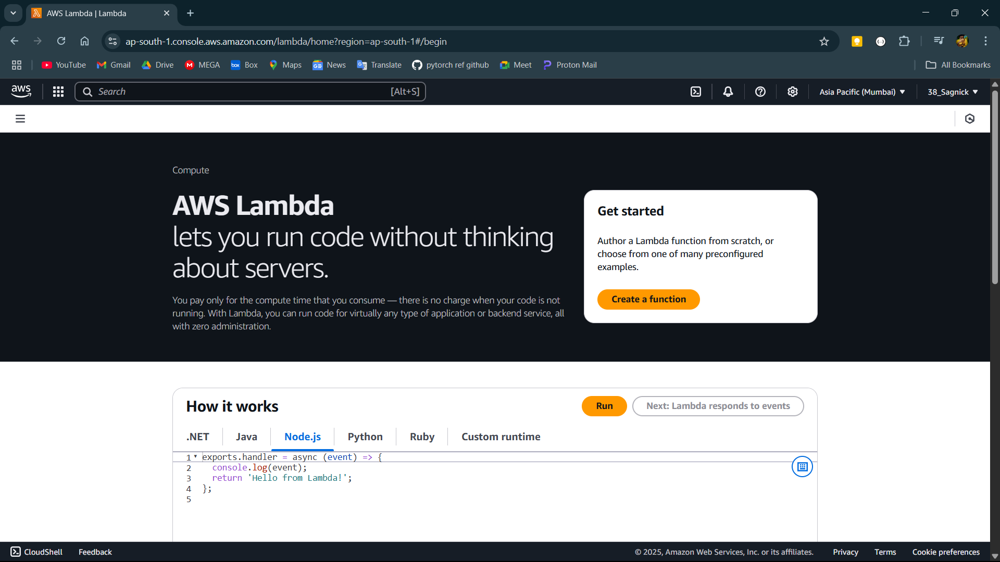 AWS Lambda | Lambda
ap-south-1.console.aws.amazon.com/lambda/home?region=ap-south-1#/begin
YouTube Gmail Drive MEGA box Box Maps News Translate pytorch ref github Meet Proton Mail All Bookmarks
aws Search [Alt+S] Asia Pacific (Mumbai) 38_Sagnick
Compute
AWS Lambda
lets you run code without thinking
about servers.
You pay only for the compute time that you consume — there is no charge when your code is not
running. With Lambda, you can run code for virtually any type of application or backend service, all
with zero administration.
Get started
Author a Lambda function from scratch, or
choose from one of many preconfigured
examples.
Create a function
How it works
Run
Next: Lambda responds to events
.NET Java Node.js Python Ruby Custom runtime
1 exports.handler = async (event) => {
2 console.log(event);
3 return 'Hello from Lambda!';
4 };
5
CloudShell Feedback © 2025, Amazon Web Services, Inc. or its affiliates. Privacy Terms Cookie preferences